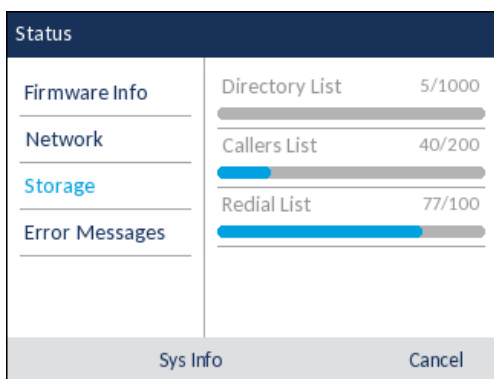 Status
Firmware Info
Network
Storage
Error Messages
Directory List 5/1000
Callers List 40/200
Redial List 77/100
Sys Info Cancel